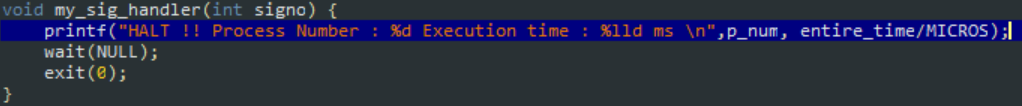 void my_sig_handler(int signo) {
    printf("HALT !! Process Number : %d Execution time : %lld ms \n",p_num, entire_time/MICROS);
    wait(NULL);
    exit(0);
}